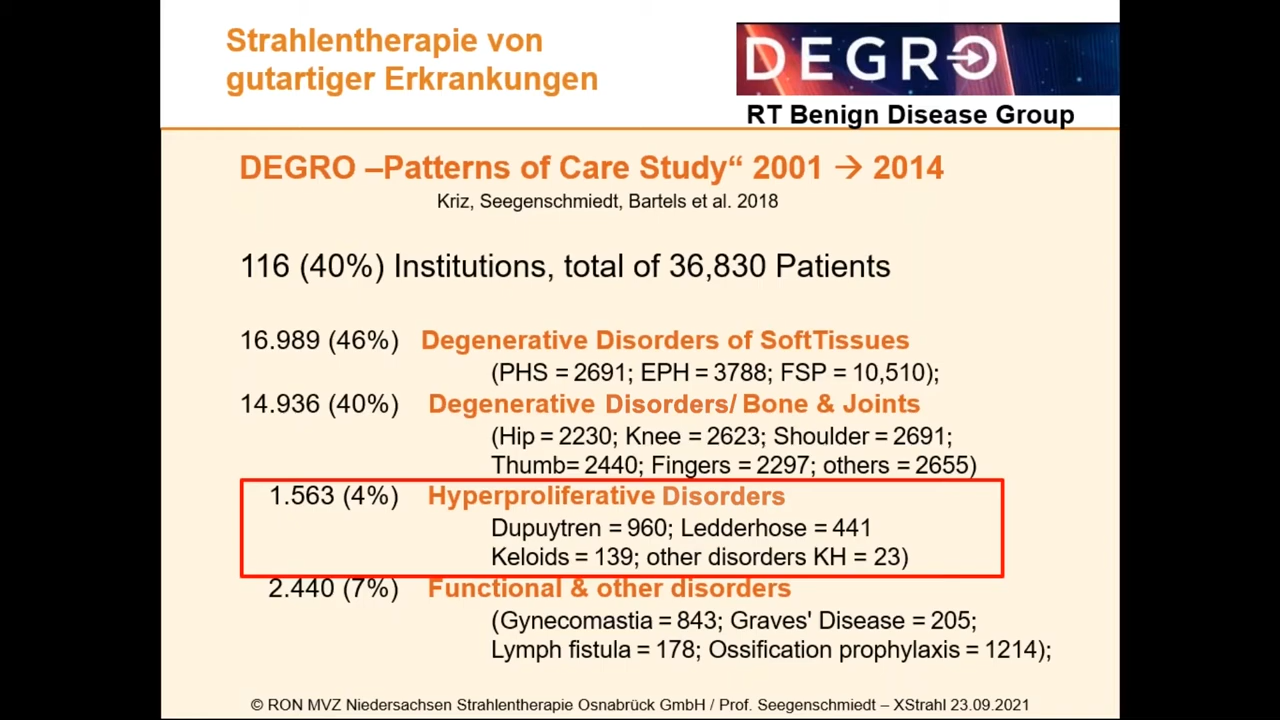 Strahlentherapie von
gutartiger Erkrankungen
DEGRO
RT Benign Disease Group
DEGRO –Patterns of Care Study“ 2001 → 2014
Kriz, Seegenschmiedt, Bartels et al. 2018
116 (40%) Institutions, total of 36,830 Patients
16.989 (46%) Degenerative Disorders of SoftTissues
(PHS = 2691; EPH = 3788; FSP = 10,510);
14.936 (40%) Degenerative Disorders/ Bone & Joints
(Hip = 2230; Knee = 2623; Shoulder = 2691;
Thumb= 2440; Fingers = 2297; others = 2655)
1.563 (4%) Hyperproliferative Disorders
Dupuytren = 960; Ledderhose = 441
Keloids = 139; other disorders KH = 23)
2.440 (7%) Functional & other disorders
(Gynecomastia = 843; Graves' Disease = 205;
Lymph fistula = 178; Ossification prophylaxis = 1214);
© RON MVZ Niedersachsen Strahlentherapie Osnabrück GmbH / Prof. Seegenschmiedt – XStrahl 23.09.2021